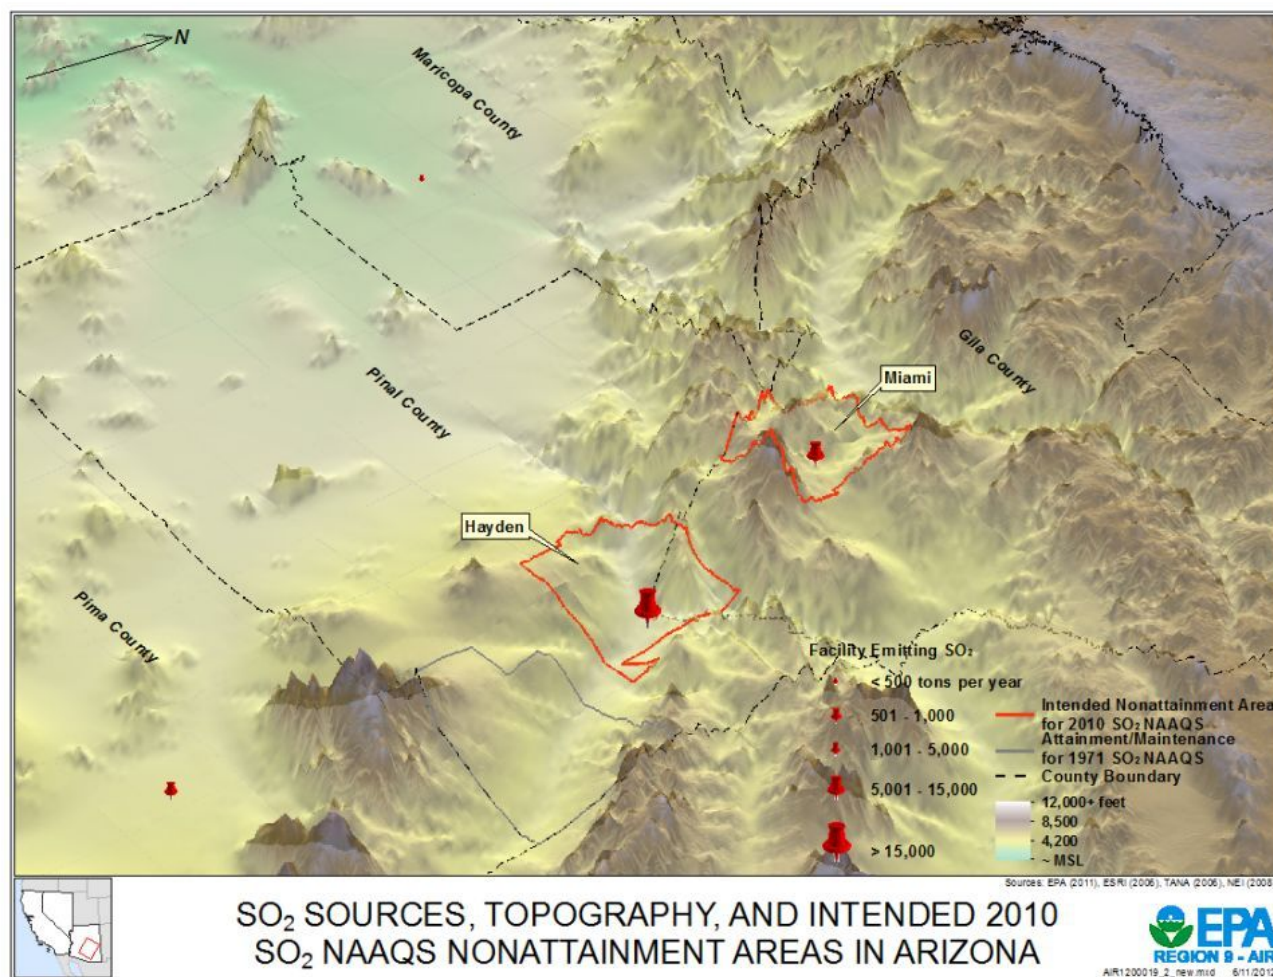 N
Maricopa County
Gila County
Miami
Pinal County
Hayden
Pima County
Facility Emitting SO₂
< 500 tons per year
501 - 1,000
1,001 - 5,000
5,001 - 15,000
> 15,000
Intended Nonattainment Area
for 2010 SO₂ NAAQS
Attainment/Maintenance
for 1971 SO₂ NAAQS
County Boundary
12,000+ feet
8,500
4,200
~ MSL
Sources: EPA (2011), ESRI (2006), TANA (2006), NEI (2008)
SO₂ SOURCES, TOPOGRAPHY, AND INTENDED 2010
SO₂ NAAQS NONATTAINMENT AREAS IN ARIZONA
EPA
REGION 9 - AIR
AIR1200019_2_new.mxd